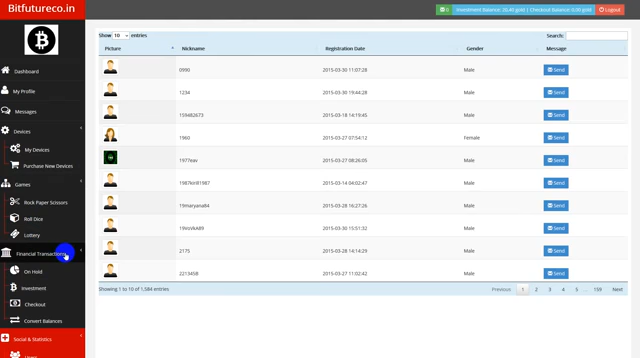 Bitfutureco.in
0 Investment Balance: 20.40 gold | Checkout Balance: 0.00 gold Logout
Dashboard
My Profile
Messages
Devices
My Devices
Purchase New Devices
Games
Rock Paper Scissors
Roll Dice
Lottery
Financial Transactions
On Hold
Investment
Checkout
Convert Balances
Social & Statistics
Users
Show 10 entries Search:
Picture Nickname Registration Date Gender Message
0990 2015-03-30 11:07:28 Male Send
1234 2015-03-30 19:44:28 Male Send
159482673 2015-03-18 14:19:45 Male Send
1960 2015-03-27 07:54:12 Female Send
1977eav 2015-03-27 08:26:05 Male Send
2015-03-14 04:02:47 Male Send
19maryana84 2015-03-28 16:27:26 Male Send
2015-03-30 15:51:32 Male Send
2175 2015-03-28 14:14:29 Male Send
2213458 2015-03-27 11:02:42 Male Send
Showing 1 to 10 of 1,584 entries Previous 1 2 3 4 5 ... 159 Next